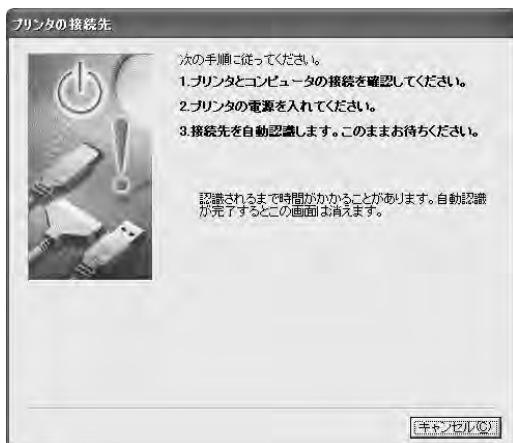 プリンタの接続先
次の手順に従ってください。
1.プリンタとコンピュータの接続を確認してください。
2.プリンタの電源を入れてください。
3.接続先を自動認識します。このままお待ちください。
認識されるまで時間がかかることがあります。自動認識
が完了するとこの画面は消えます。
キャンセル(C)